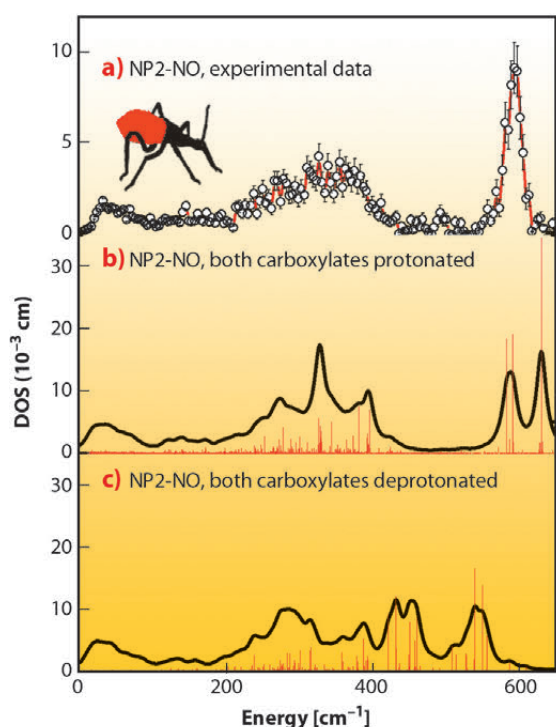 10
a) NP2-NO, experimental data
5
0
b) NP2-NO, both carboxylates protonated
30
20
10
0
c) NP2-NO, both carboxylates deprotonated
30
20
10
0
0 200 400 600
DOS (10⁻³ cm)
Energy [cm⁻¹]